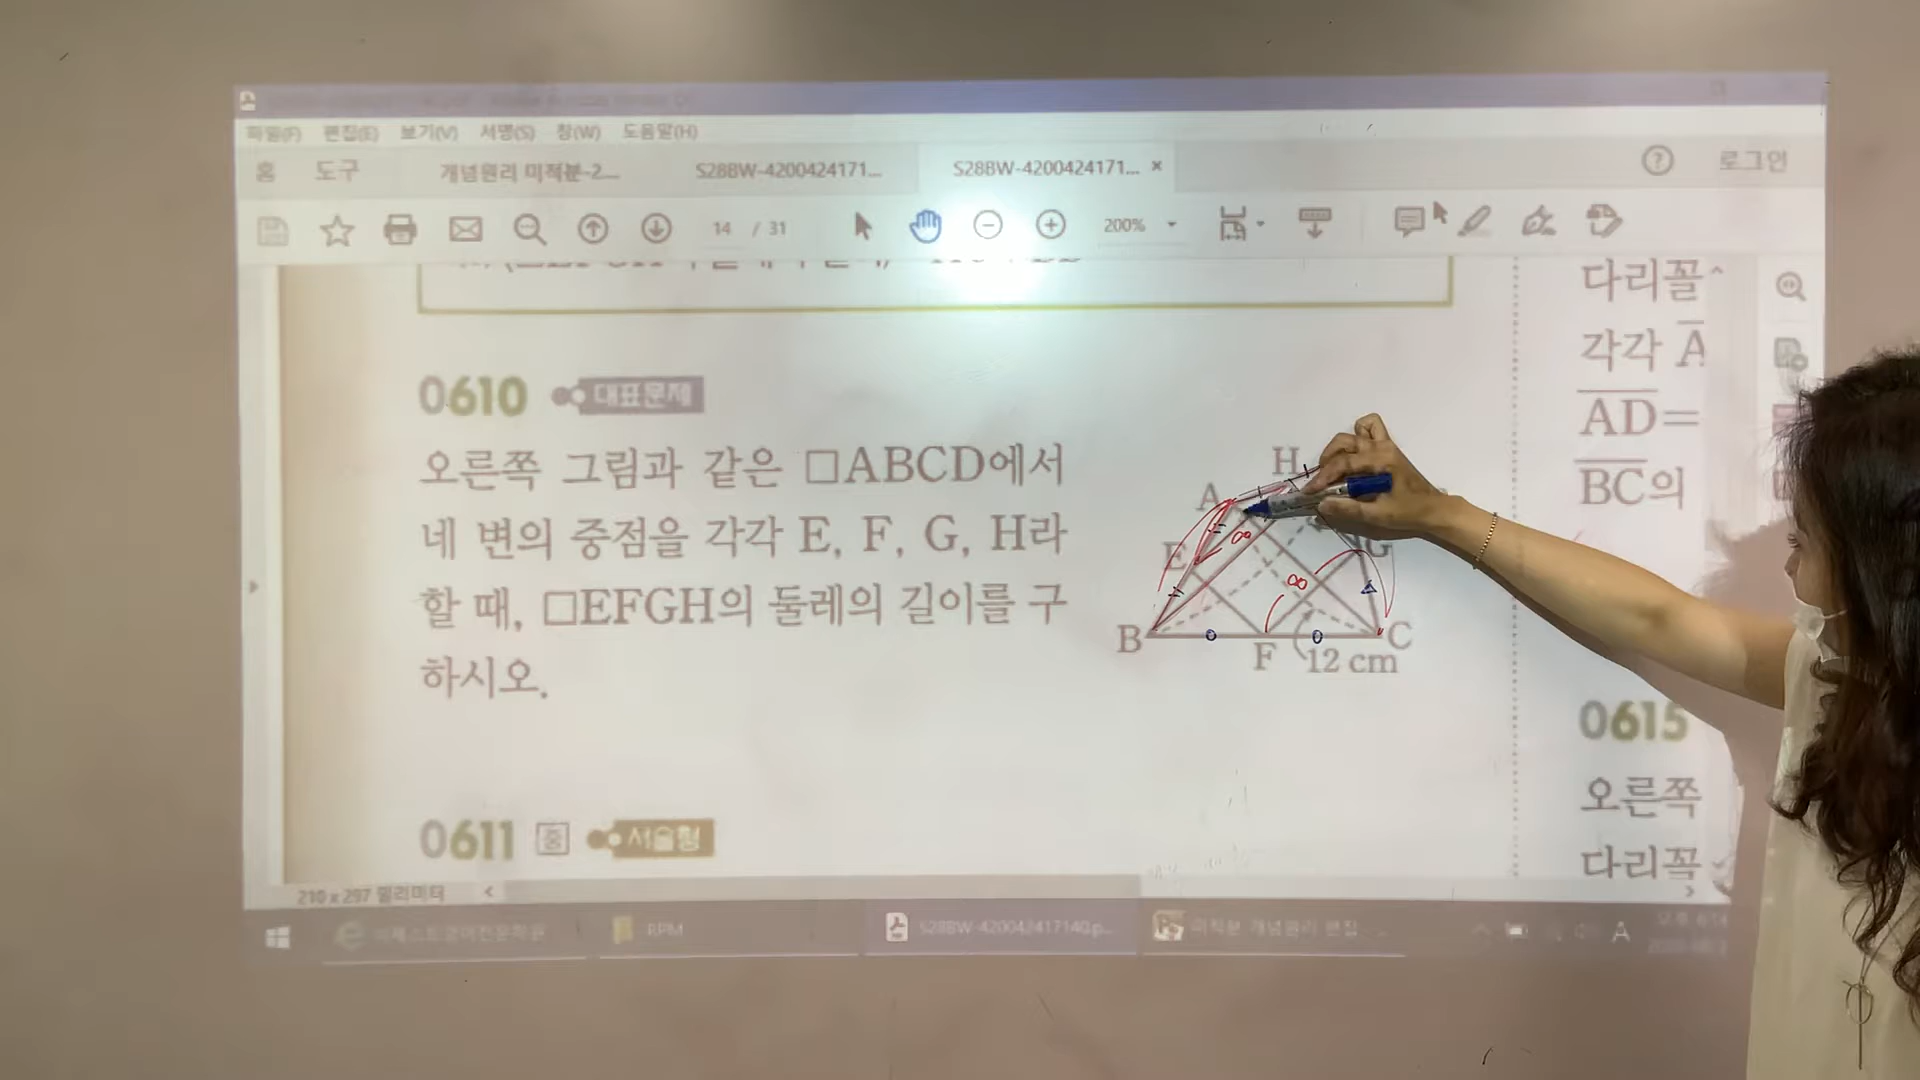 파일(F) 편집(E) 보기(V) 서명(S) 창(W) 도움말(H)
홈 도구 개념원리 미적분-2... S28BW-4200424171... S28BW-4200424171... × ? 로그인
14 / 31 200%
0610 대표문제
오른쪽 그림과 같은 □ABCD에서
네 변의 중점을 각각 E, F, G, H라
할 때, □EFGH의 둘레의 길이를 구
하시오.
H
A
E
G
B
F
C
12 cm
0611 중 서술형
다리꼴
각각 A
AD=
BC의
0615
오른쪽
다리꼴
210 x 297 밀리미터
RPM S28BW-420042417140.p... A